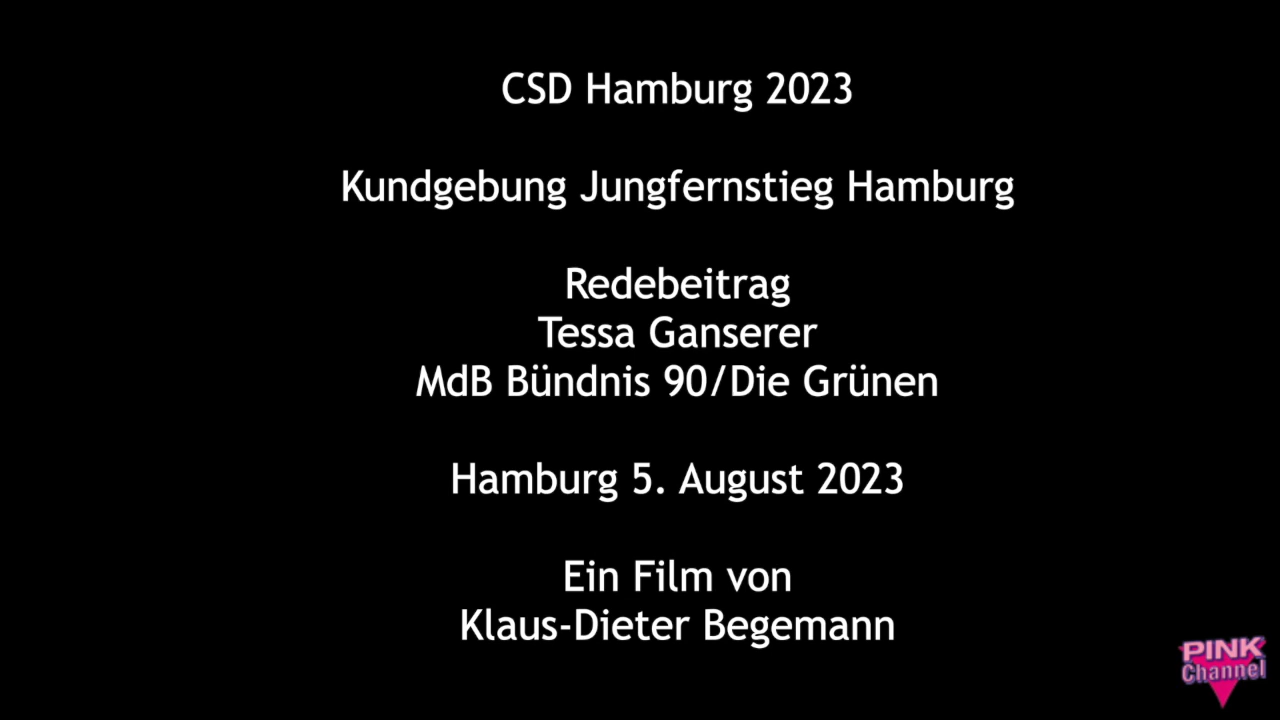 CSD Hamburg 2023
Kundgebung Jungfernstieg Hamburg
Redebeitrag
Tessa Ganserer
MdB Bündnis 90/Die Grünen
Hamburg 5. August 2023
Ein Film von
Klaus-Dieter Begemann
PINK
Channel